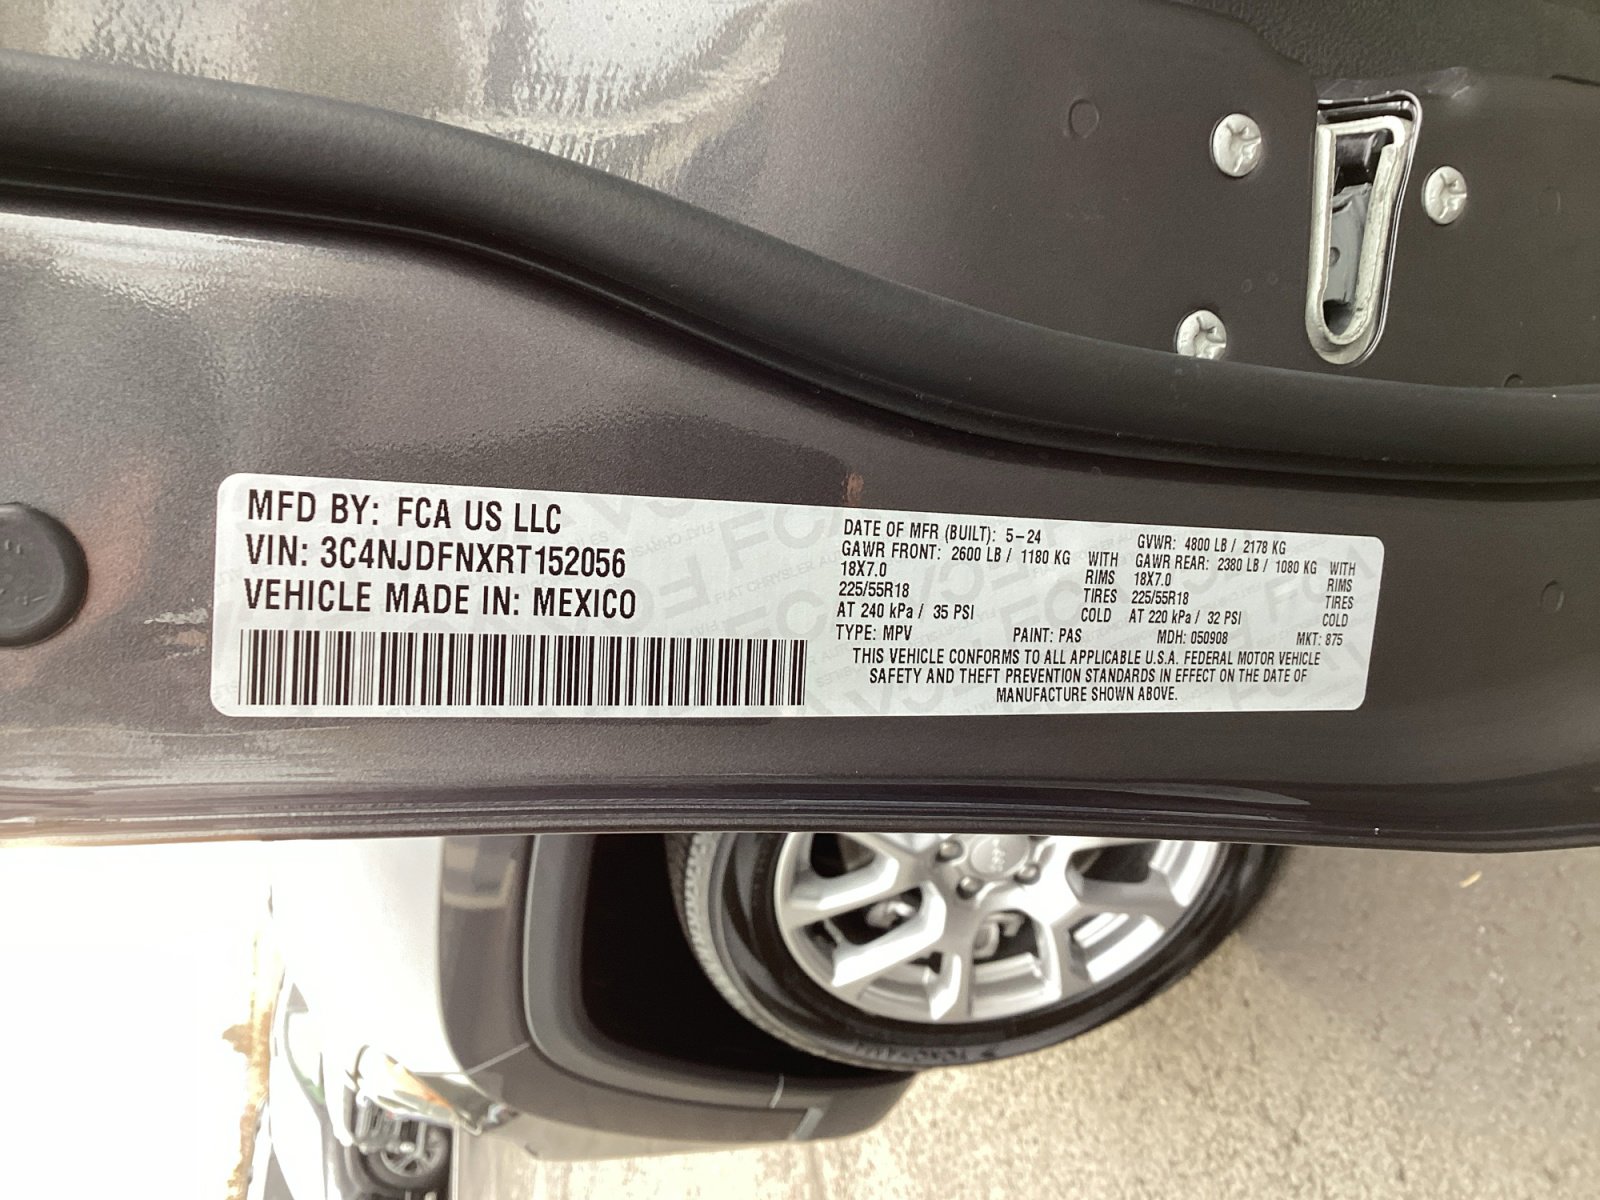 MFD BY: FCA US LLC
VIN: 3C4NJDFNXRT152056
VEHICLE MADE IN: MEXICO
DATE OF MFR (BUILT): 5-24 GVWR: 4800 LB / 2178 KG
GAWR FRONT: 2600 LB / 1180 KG WITH GAWR REAR: 2380 LB / 1080 KG WITH
18X7.0 RIMS 18X7.0 RIMS
225/55R18 TIRES 225/55R18 TIRES
AT 240 kPa / 35 PSI COLD AT 220 kPa / 32 PSI COLD
TYPE: MPV PAINT: PAS MDH: 050908 MKT: 875
THIS VEHICLE CONFORMS TO ALL APPLICABLE U.S.A. FEDERAL MOTOR VEHICLE
SAFETY AND THEFT PREVENTION STANDARDS IN EFFECT ON THE DATE OF
MANUFACTURE SHOWN ABOVE.